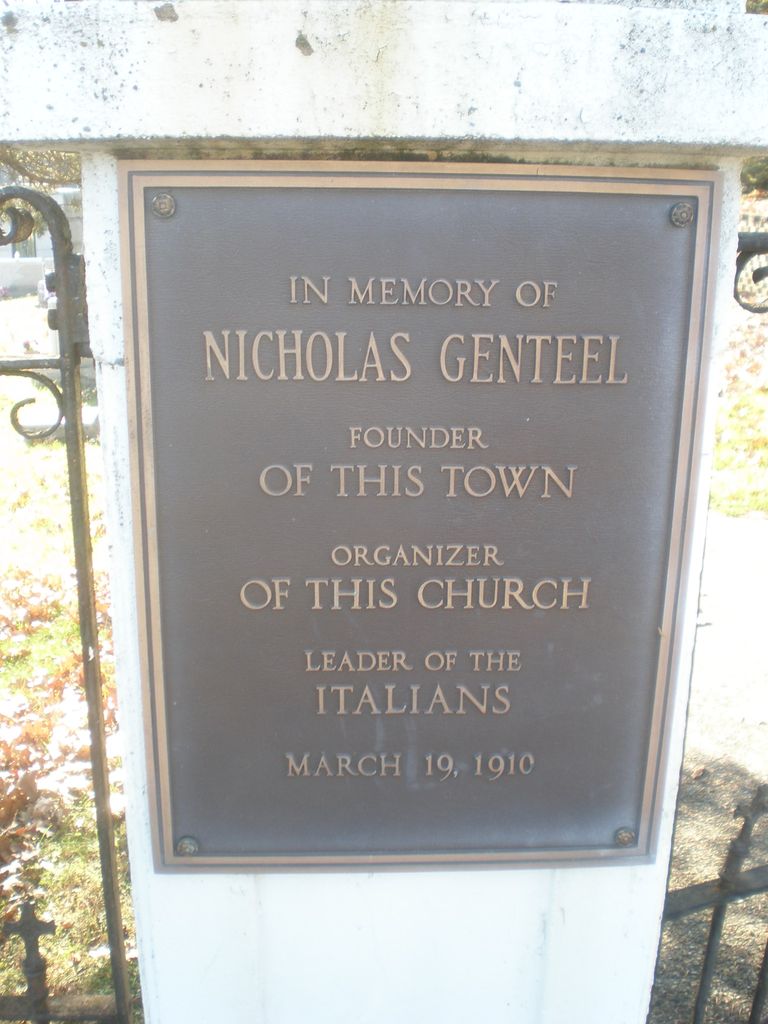 IN MEMORY OF
NICHOLAS GENTEEL
FOUNDER
OF THIS TOWN
ORGANIZER
OF THIS CHURCH
LEADER OF THE
ITALIANS
MARCH 19, 1910